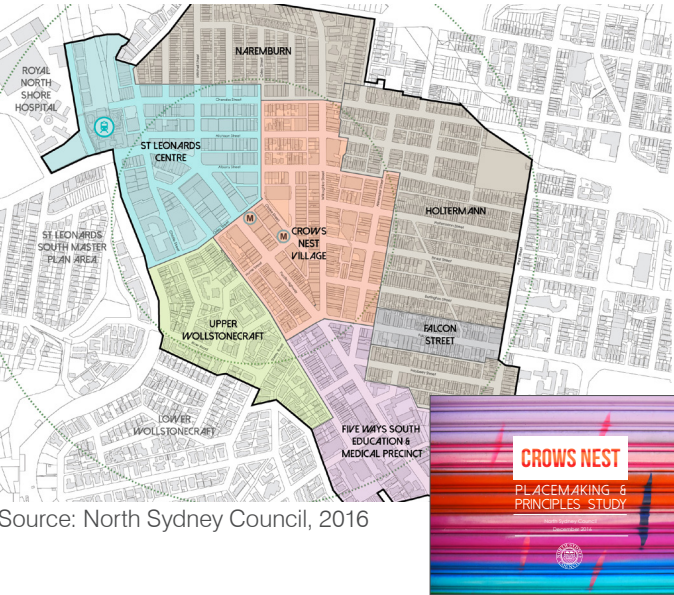 NAREMBURN
ROYAL
NORTH
SHORE
HOSPITAL
ST LEONARDS
CENTRE
ST LEONARDS
SOUTH MASTER
PLAN AREA
HOLTERMANN
M
M
CROWS
NEST
VILLAGE
UPPER
WOLLSTONECRAFT
FALCON
STREET
LOWER
WOLLSTONECRAFT
FIVE WAYS SOUTH
EDUCATION &
MEDICAL PRECINCT
CROWS NEST
PLACEMAKING &
PRINCIPLES STUDY
North Sydney Council
December 2016
Source: North Sydney Council, 2016